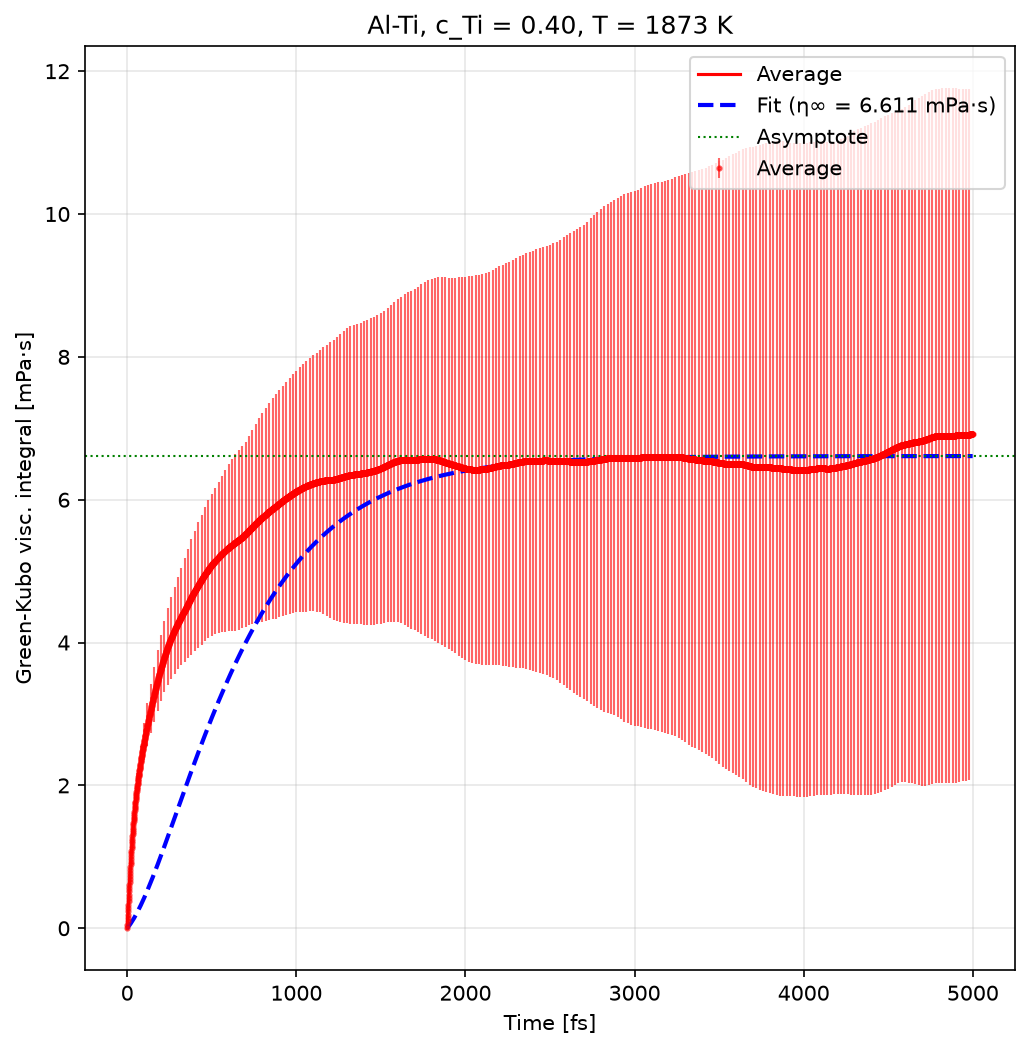 Al-Ti, c_Ti = 0.40, T = 1873 K
Average
Fit (η∞ = 6.611 mPa·s)
Asymptote
Average
12
10
8
6
4
2
0
Green-Kubo visc. integral [mPa·s]
0 1000 2000 3000 4000 5000
Time [fs]